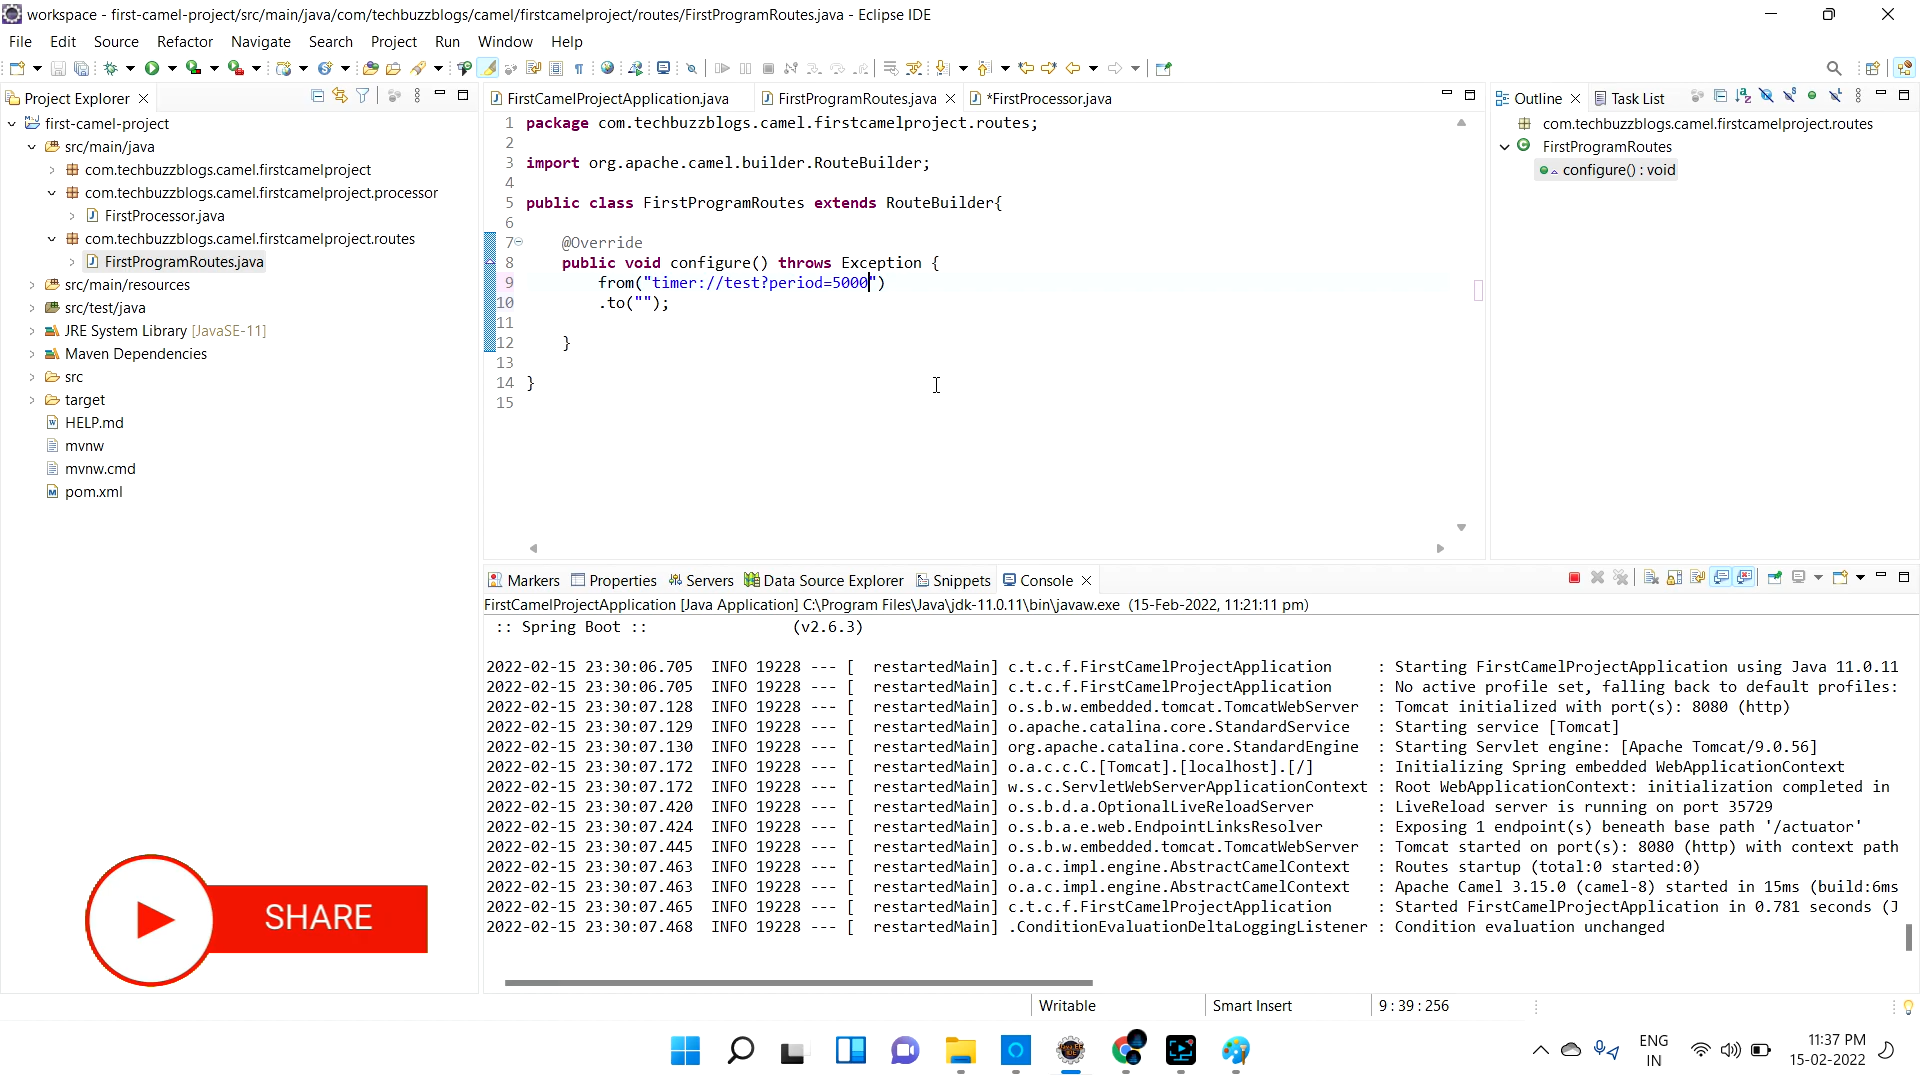 workspace - first-camel-project/src/main/java/com/techbuzzblogs/camel/firstcamelproject/routes/FirstProgramRoutes.java - Eclipse IDE
File Edit Source Refactor Navigate Search Project Run Window Help
Project Explorer
first-camel-project
src/main/java
com.techbuzzblogs.camel.firstcamelproject
com.techbuzzblogs.camel.firstcamelproject.processor
FirstProcessor.java
com.techbuzzblogs.camel.firstcamelproject.routes
FirstProgramRoutes.java
src/main/resources
src/test/java
JRE System Library [JavaSE-11]
Maven Dependencies
src
target
HELP.md
mvnw
mvnw.cmd
pom.xml
SHARE
FirstCamelProjectApplication.java FirstProgramRoutes.java *FirstProcessor.java
1 package com.techbuzzblogs.camel.firstcamelproject.routes;
2
3 import org.apache.camel.builder.RouteBuilder;
4
5 public class FirstProgramRoutes extends RouteBuilder{
6
7 @Override
8 public void configure() throws Exception {
9 from("timer://test?period=5000")
10 .to("");
11
12 }
13
14 }
15
Outline Task List
com.techbuzzblogs.camel.firstcamelproject.routes
FirstProgramRoutes
configure() : void
Markers Properties Servers Data Source Explorer Snippets Console
FirstCamelProjectApplication [Java Application] C:\Program Files\Java\jdk-11.0.11\bin\javaw.exe (15-Feb-2022, 11:21:11 pm)
:: Spring Boot :: (v2.6.3)
2022-02-15 23:30:06.705 INFO 19228 --- [ restartedMain] c.t.c.f.FirstCamelProjectApplication : Starting FirstCamelProjectApplication using Java 11.0.11
2022-02-15 23:30:06.705 INFO 19228 --- [ restartedMain] c.t.c.f.FirstCamelProjectApplication : No active profile set, falling back to default profiles:
2022-02-15 23:30:07.128 INFO 19228 --- [ restartedMain] o.s.b.w.embedded.tomcat.TomcatWebServer : Tomcat initialized with port(s): 8080 (http)
2022-02-15 23:30:07.129 INFO 19228 --- [ restartedMain] o.apache.catalina.core.StandardService : Starting service [Tomcat]
2022-02-15 23:30:07.130 INFO 19228 --- [ restartedMain] org.apache.catalina.core.StandardEngine : Starting Servlet engine: [Apache Tomcat/9.0.56]
2022-02-15 23:30:07.172 INFO 19228 --- [ restartedMain] o.a.c.c.C.[Tomcat].[localhost].[/] : Initializing Spring embedded WebApplicationContext
2022-02-15 23:30:07.172 INFO 19228 --- [ restartedMain] w.s.c.ServletWebServerApplicationContext : Root WebApplicationContext: initialization completed in
2022-02-15 23:30:07.420 INFO 19228 --- [ restartedMain] o.s.b.d.a.OptionalLiveReloadServer : LiveReload server is running on port 35729
2022-02-15 23:30:07.424 INFO 19228 --- [ restartedMain] o.s.b.a.e.web.EndpointLinksResolver : Exposing 1 endpoint(s) beneath base path '/actuator'
2022-02-15 23:30:07.445 INFO 19228 --- [ restartedMain] o.s.b.w.embedded.tomcat.TomcatWebServer : Tomcat started on port(s): 8080 (http) with context path
2022-02-15 23:30:07.463 INFO 19228 --- [ restartedMain] o.a.c.impl.engine.AbstractCamelContext : Routes startup (total:0 started:0)
2022-02-15 23:30:07.463 INFO 19228 --- [ restartedMain] o.a.c.impl.engine.AbstractCamelContext : Apache Camel 3.15.0 (camel-8) started in 15ms (build:6ms
2022-02-15 23:30:07.465 INFO 19228 --- [ restartedMain] c.t.c.f.FirstCamelProjectApplication : Started FirstCamelProjectApplication in 0.781 seconds (J
2022-02-15 23:30:07.468 INFO 19228 --- [ restartedMain] .ConditionEvaluationDeltaLoggingListener : Condition evaluation unchanged
Writable Smart Insert 9 : 39 : 256
ENG
IN
11:37 PM
15-02-2022